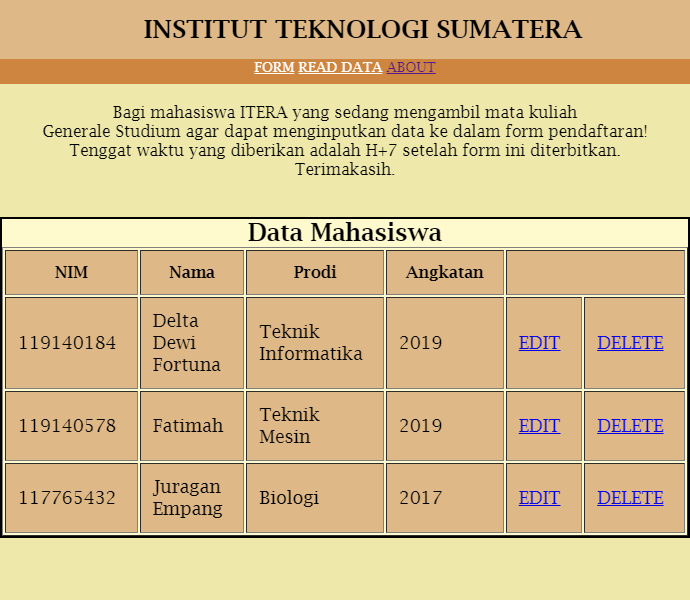 INSTITUT TEKNOLOGI SUMATERA
FORM READ DATA ABOUT
Bagi mahasiswa ITERA yang sedang mengambil mata kuliah
Generale Studium agar dapat menginputkan data ke dalam form pendaftaran!
Tenggat waktu yang diberikan adalah H+7 setelah form ini diterbitkan.
Terimakasih.
Data Mahasiswa
NIM Nama Prodi Angkatan
119140184 Delta Dewi Fortuna Teknik Informatika 2019 EDIT DELETE
119140578 Fatimah Teknik Mesin 2019 EDIT DELETE
117765432 Juragan Empang Biologi 2017 EDIT DELETE